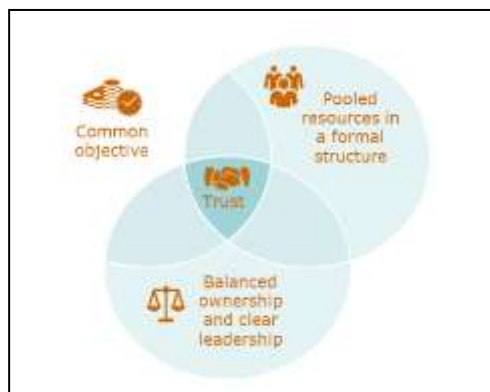 Common
objective
Pooled
resources in
a formal
structure
Trust
Balanced
ownership
and clear
leadership